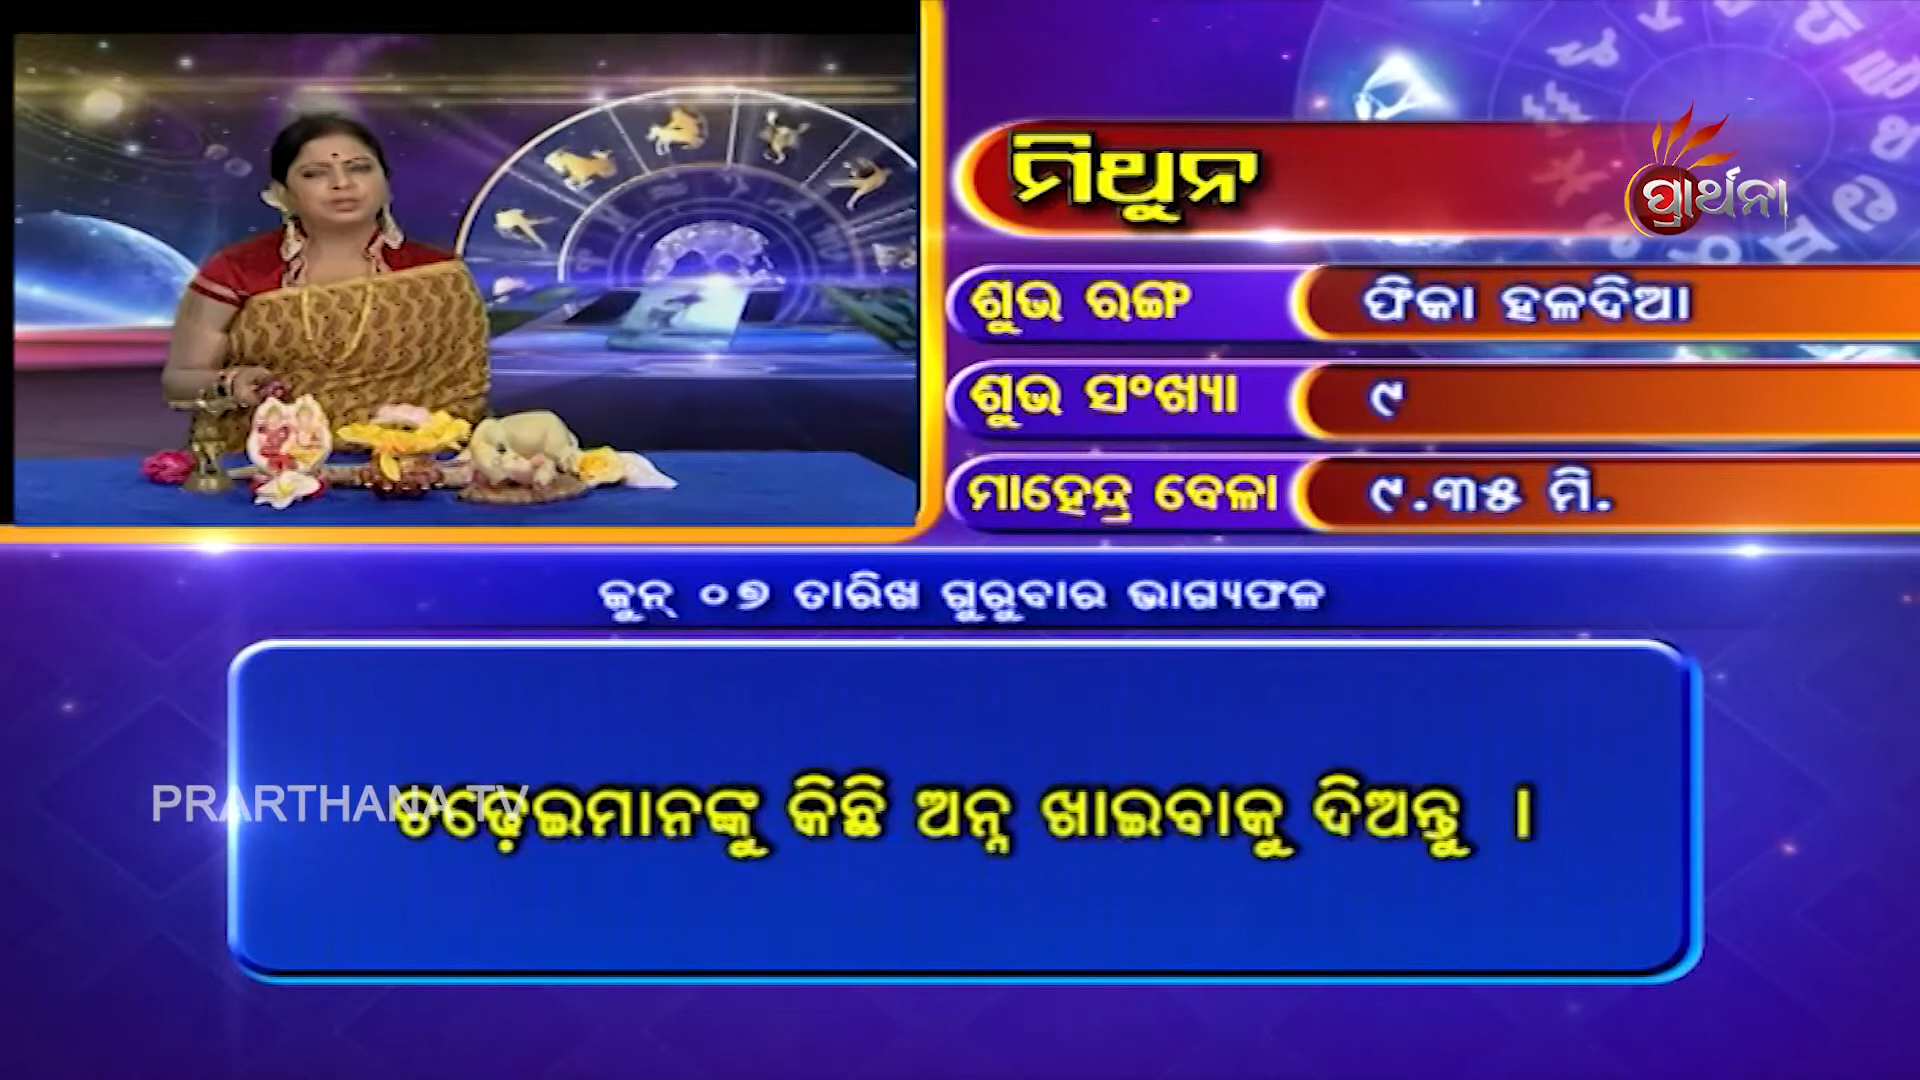 ମିଥୁନ
ପ୍ରାର୍ଥନା
ଶୁଭ ରଙ୍ଗ ଫିକା ହଳଦିଆ
ଶୁଭ ସଂଖ୍ୟା ୯
ମାହେନ୍ଦ୍ର ବେଳା ୯.୩୫ ମି.
ଜୁନ୍ ୦୭ ତାରିଖ ଗୁରୁବାର ଭାଗ୍ୟଫଳ
PRARTHANA TV
ଚଢ଼େଇମାନଙ୍କୁ କିଛି ଅନ୍ନ ଖାଇବାକୁ ଦିଅନ୍ତୁ ।